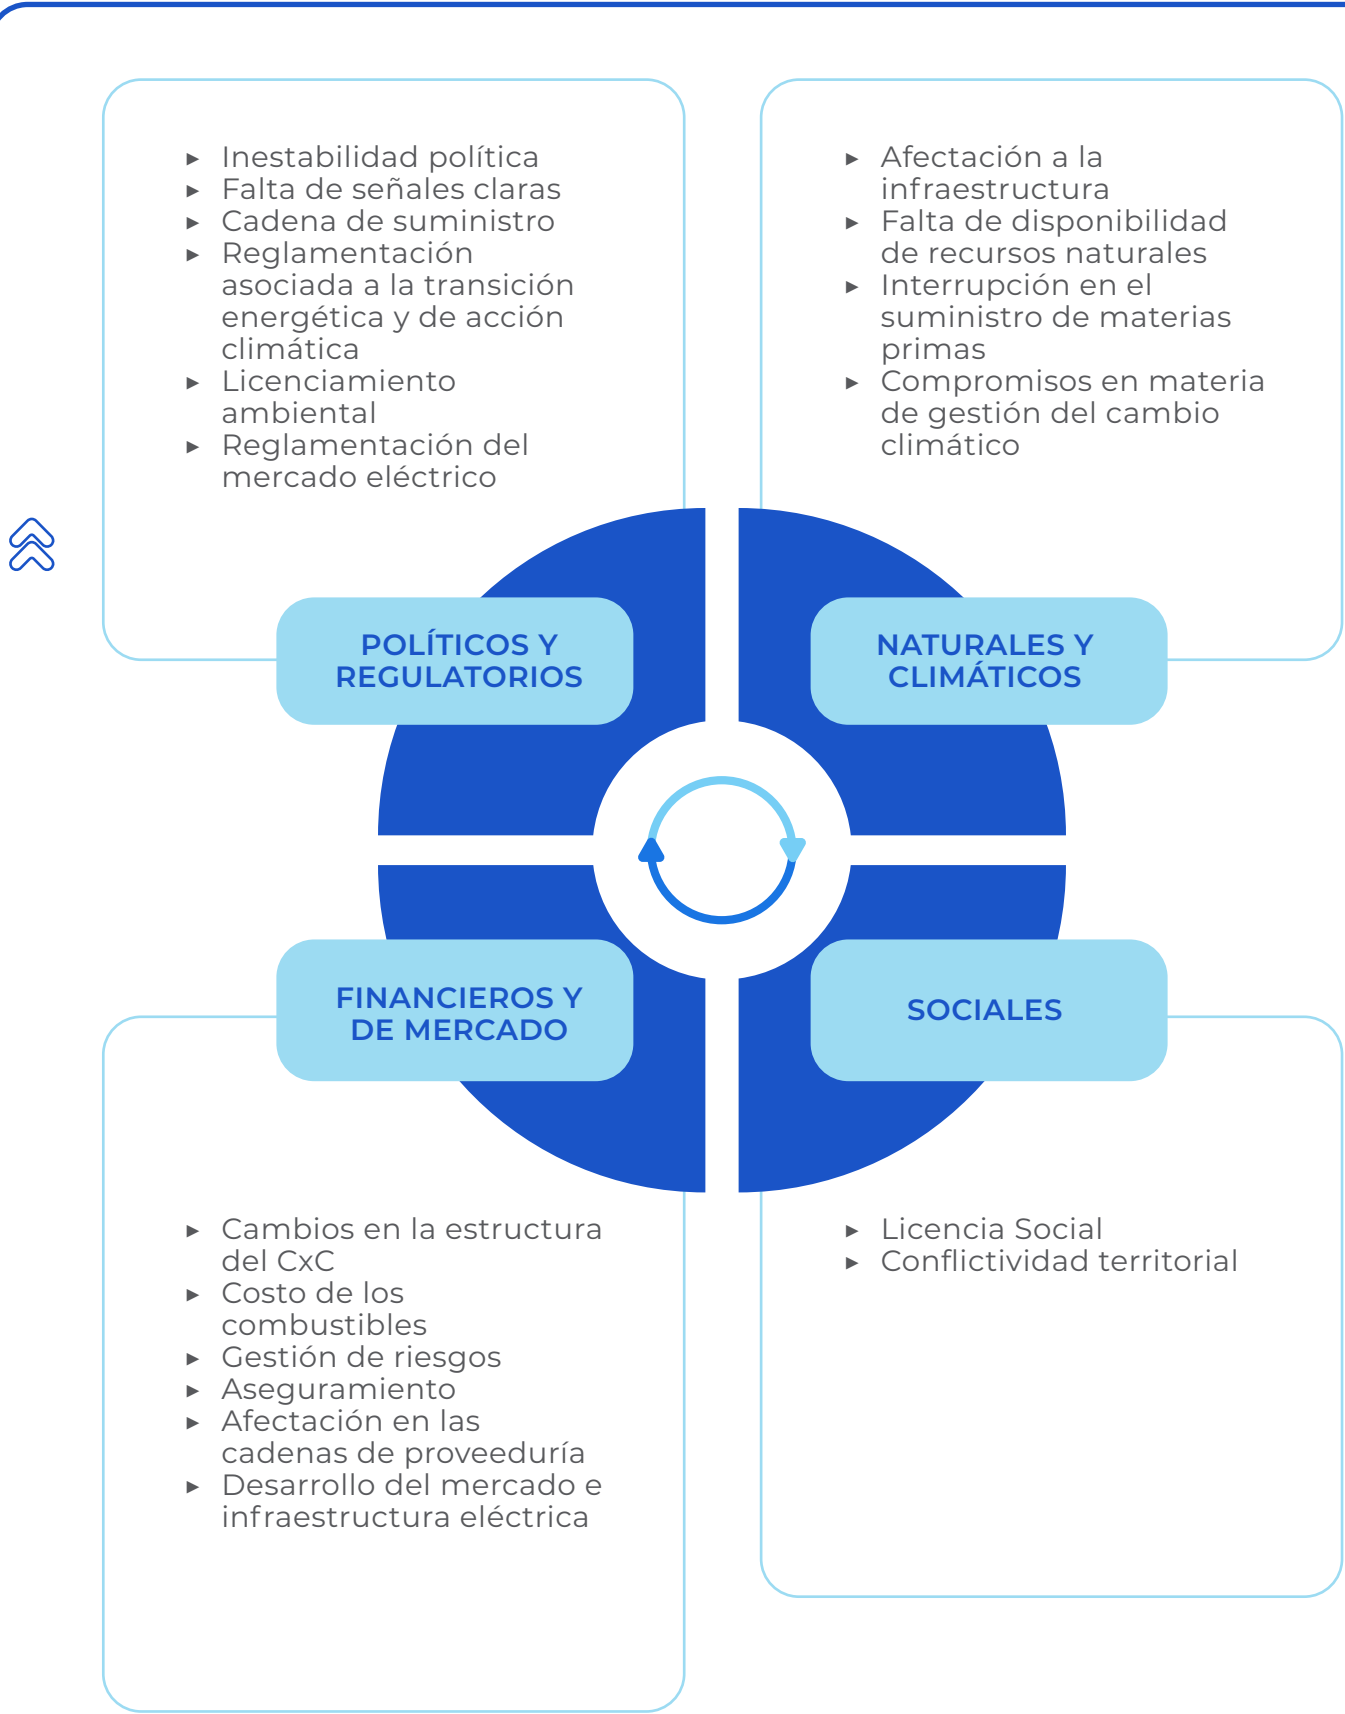 ▸ Inestabilidad política
▸ Falta de señales claras
▸ Cadena de suministro
▸ Reglamentación
asociada a la transición
energética y de acción
climática
▸ Licenciamiento
ambiental
▸ Reglamentación del
mercado eléctrico
POLÍTICOS Y
REGULATORIOS
▸ Afectación a la
infraestructura
▸ Falta de disponibilidad
de recursos naturales
▸ Interrupción en el
suministro de materias
primas
▸ Compromisos en materia
de gestión del cambio
climático
NATURALES Y
CLIMÁTICOS
FINANCIEROS Y
DE MERCADO
▸ Cambios en la estructura
del CxC
▸ Costo de los
combustibles
▸ Gestión de riesgos
▸ Aseguramiento
▸ Afectación en las
cadenas de proveeduría
▸ Desarrollo del mercado e
infraestructura eléctrica
SOCIALES
▸ Licencia Social
▸ Conflictividad territorial